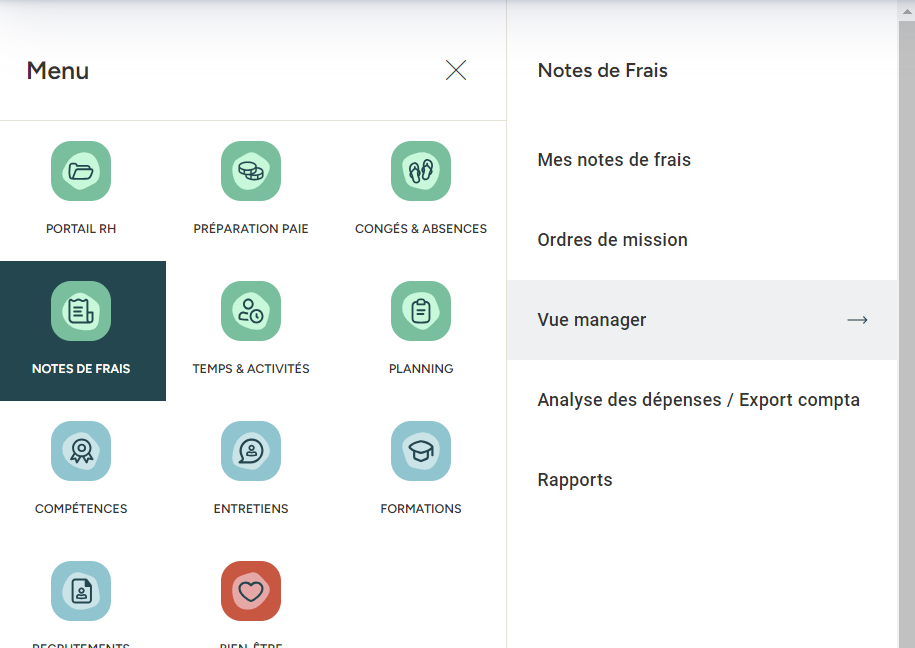 Menu
PORTAIL RH
PRÉPARATION PAIE
CONGÉS & ABSENCES
NOTES DE FRAIS
TEMPS & ACTIVITÉS
PLANNING
COMPÉTENCES
ENTRETIENS
FORMATIONS
RECRUTEMENTS
BIEN-ÊTRE
Notes de Frais
Mes notes de frais
Ordres de mission
Vue manager
Analyse des dépenses / Export compta
Rapports